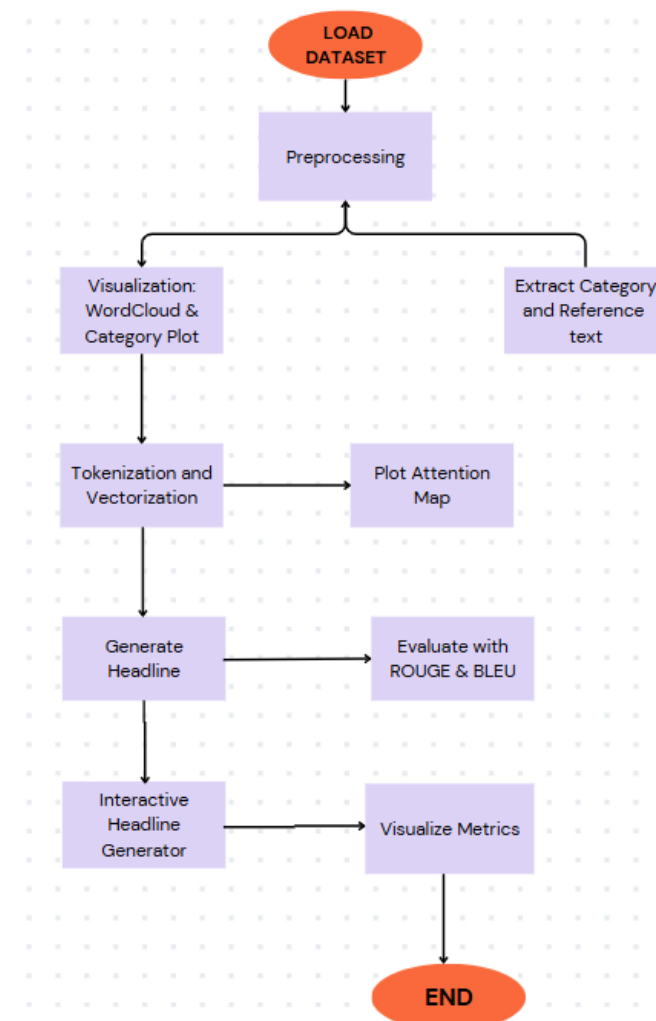 LOAD
DATASET
Preprocessing
Visualization:
WordCloud &
Category Plot
Extract Category
and Reference
text
Tokenization and
Vectorization
Plot Attention
Map
Generate
Headline
Evaluate with
ROUGE & BLEU
Interactive
Headline
Generator
Visualize Metrics
END